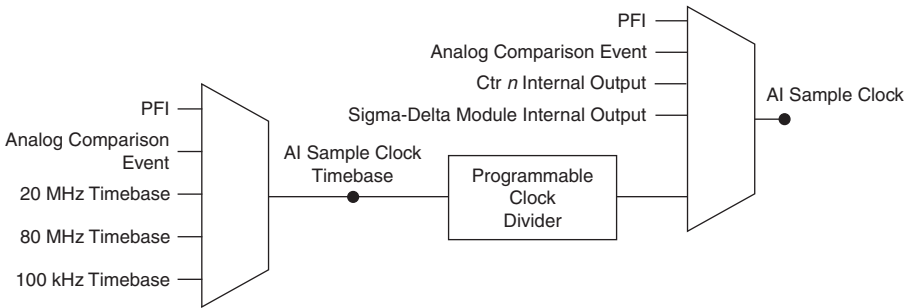 PFI
Analog Comparison Event
Ctr n Internal Output
Sigma-Delta Module Internal Output
AI Sample Clock
PFI
Analog Comparison
Event
20 MHz Timebase
80 MHz Timebase
100 kHz Timebase
AI Sample Clock
Timebase
Programmable
Clock
Divider